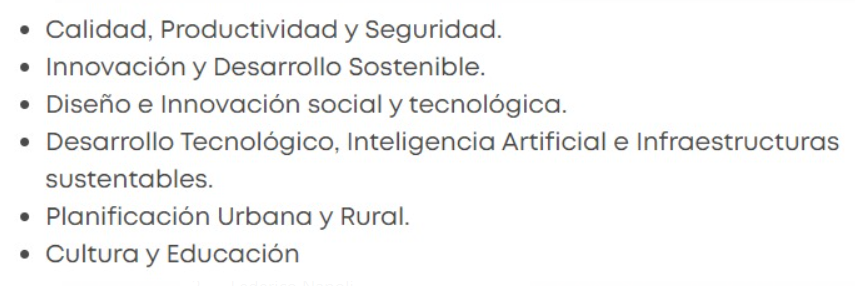 • Calidad, Productividad y Seguridad.
• Innovación y Desarrollo Sostenible.
• Diseño e Innovación social y tecnológica.
• Desarrollo Tecnológico, Inteligencia Artificial e Infraestructuras
sustentables.
• Planificación Urbana y Rural.
• Cultura y Educación